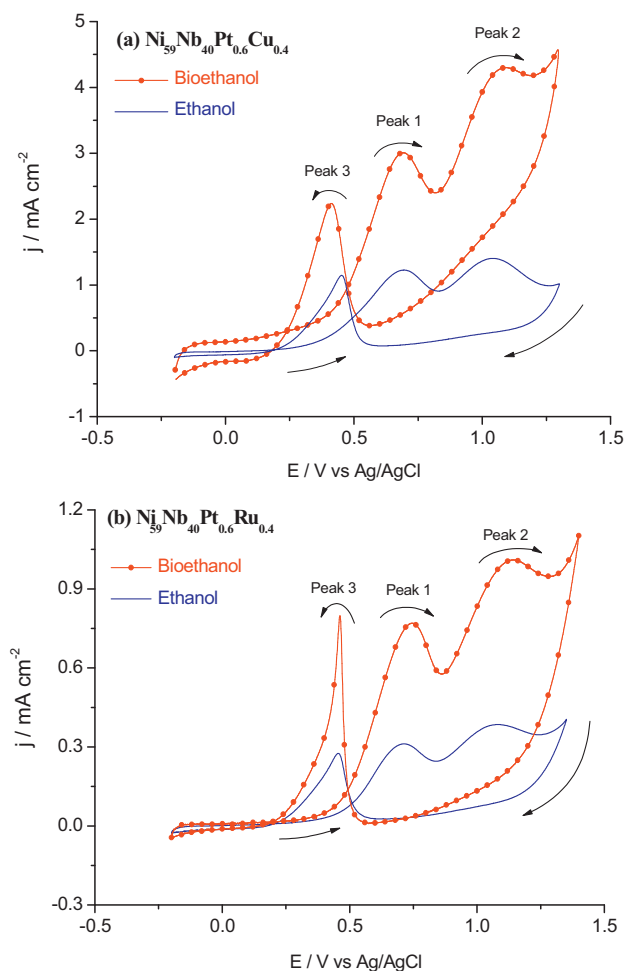 (a) Ni₅₉Nb₄₀Pt₀.₆Cu₀.₄
Bioethanol
Ethanol
Peak 1
Peak 2
Peak 3
5
4
3
2
1
0
-1
j / mA cm⁻²
-0.5 0.0 0.5 1.0 1.5
E / V vs Ag/AgCl
(b) Ni₅₉Nb₄₀Pt₀.₆Ru₀.₄
Bioethanol
Ethanol
Peak 3
Peak 1
Peak 2
1.2
0.9
0.6
0.3
0.0
-0.3
j / mA cm⁻²
-0.5 0.0 0.5 1.0 1.5
E / V vs Ag/AgCl